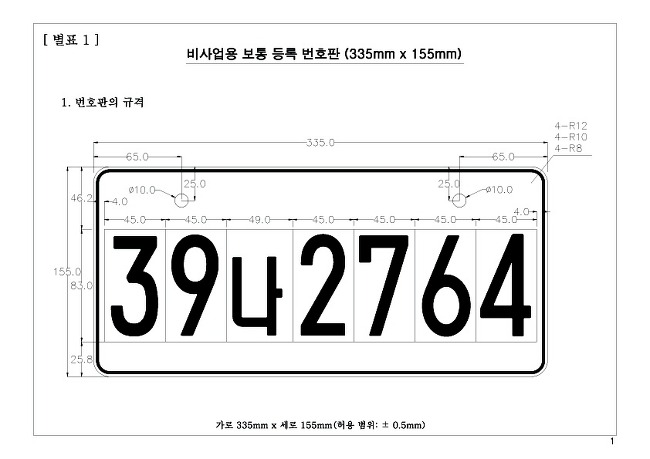 [ 별표 1 ]
비사업용 보통 등록 번호판 (335mm x 155mm)
1. 번호판의 규격
4-R12
4-R10
4-R8
335.0
65.0 65.0
ø10.0 25.0 25.0 ø10.0
46.2 4.0 4.0
45.0 45.0 49.0 45.0 45.0 45.0 45.0
39나2764
155.0
83.0
25.8
가로 335mm x 세로 155mm(허용 범위: ± 0.5mm)
1